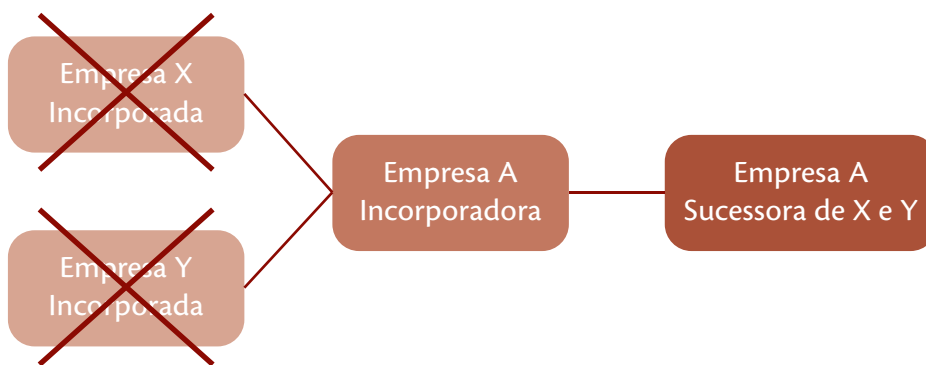 Empresa X
Incorporada
Empresa Y
Incorporada
Empresa A
Incorporadora
Empresa A
Sucessora de X e Y